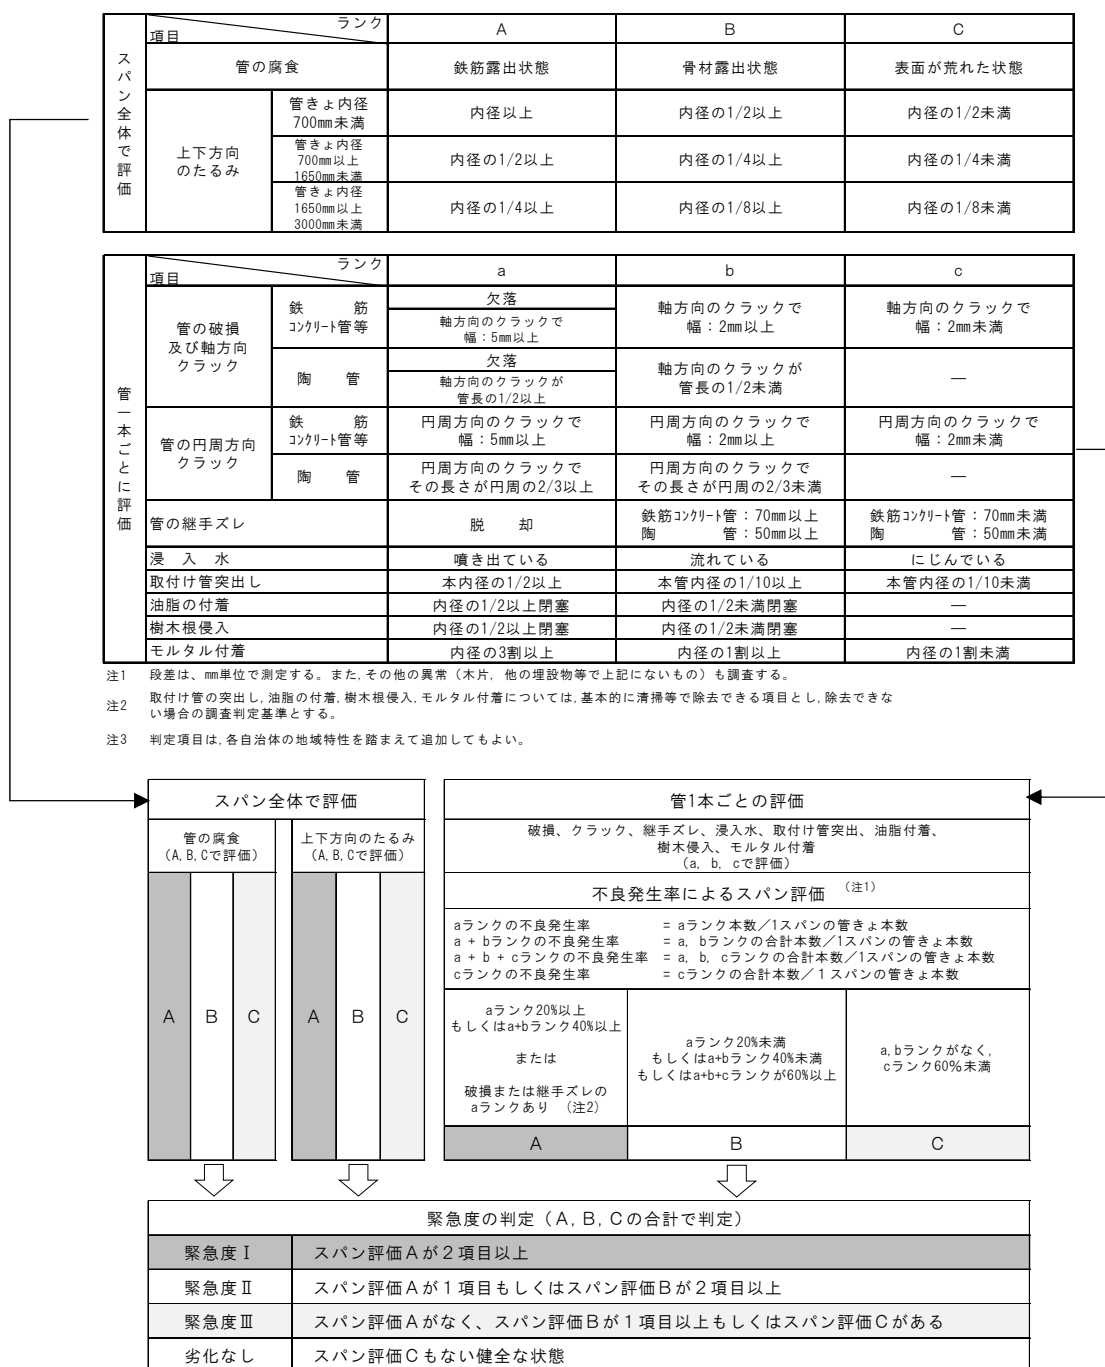 ランク
項目
A
B
C
スパン全体で評価
管の腐食
鉄筋露出状態
骨材露出状態
表面が荒れた状態
上下方向
のたるみ
管きょ内径
700㎜未満
内径以上
内径の1/2以上
内径の1/2未満
管きょ内径
700㎜以上
1650㎜未満
内径の1/2以上
内径の1/4以上
内径の1/4未満
管きょ内径
1650㎜以上
3000㎜未満
内径の1/4以上
内径の1/8以上
内径の1/8未満
ランク
項目
a
b
c
管一本ごとに評価
管の破損
及び軸方向
クラック
鉄 筋
ｺﾝｸﾘｰﾄ管等
欠落
軸方向のクラックで
幅：5㎜以上
軸方向のクラックで
幅：2㎜以上
軸方向のクラックで
幅：2㎜未満
陶 管
欠落
軸方向のクラックが
管長の1/2以上
軸方向のクラックが
管長の1/2未満
―
管の円周方向
クラック
鉄 筋
ｺﾝｸﾘｰﾄ管等
円周方向のクラックで
幅：5㎜以上
円周方向のクラックで
幅：2㎜以上
円周方向のクラックで
幅：2㎜未満
陶 管
円周方向のクラックで
その長さが円周の2/3以上
円周方向のクラックで
その長さが円周の2/3未満
―
管の継手ズレ
脱 却
鉄筋ｺﾝｸﾘｰﾄ管：70㎜以上
陶 管：50㎜以上
鉄筋ｺﾝｸﾘｰﾄ管：70㎜未満
陶 管：50㎜未満
浸 入 水
噴き出ている
流れている
にじんでいる
取付け管突出し
本内径の1/2以上
本管内径の1/10以上
本管内径の1/10未満
油脂の付着
内径の1/2以上閉塞
内径の1/2未満閉塞
―
樹木根侵入
内径の1/2以上閉塞
内径の1/2未満閉塞
―
モルタル付着
内径の3割以上
内径の1割以上
内径の1割未満
注1 段差は、㎜単位で測定する。また,その他の異常（木片, 他の埋設物等で上記にないもの）も調査する。
注2 取付け管の突出し,油脂の付着,樹木根侵入,モルタル付着については,基本的に清掃等で除去できる項目とし,除去できな
い場合の調査判定基準とする。
注3 判定項目は,各自治体の地域特性を踏まえて追加してもよい。
スパン全体で評価
管の腐食
（A,B,Cで評価）
上下方向のたるみ
（A,B,Cで評価）
A
B
C
A
B
C
管1本ごとの評価
破損、クラック、継手ズレ、浸入水、取付け管突出、油脂付着、
樹木侵入、モルタル付着
（a, b, cで評価）
不良発生率によるスパン評価 （注1）
aランクの不良発生率 = aランク本数／1スパンの管きょ本数
a + bランクの不良発生率 = a, bランクの合計本数／1スパンの管きょ本数
a + b + cランクの不良発生率 = a, b, cランクの合計本数／1スパンの管きょ本数
cランクの不良発生率 = cランクの合計本数／１スパンの管きょ本数
aランク20%以上
もしくはa+bランク40%以上
または
破損または継手ズレの
aランクあり （注2）
aランク20%未満
もしくはa+bランク40%未満
もしくはa+b+cランクが60%以上
a,bランクがなく,
cランク60%未満
A
B
C
緊急度の判定（A,B,Cの合計で判定）
緊急度Ⅰ
スパン評価Aが２項目以上
緊急度Ⅱ
スパン評価Aが１項目もしくはスパン評価Bが２項目以上
緊急度Ⅲ
スパン評価Aがなく、スパン評価Bが１項目以上もしくはスパン評価Cがある
劣化なし
スパン評価Cもない健全な状態